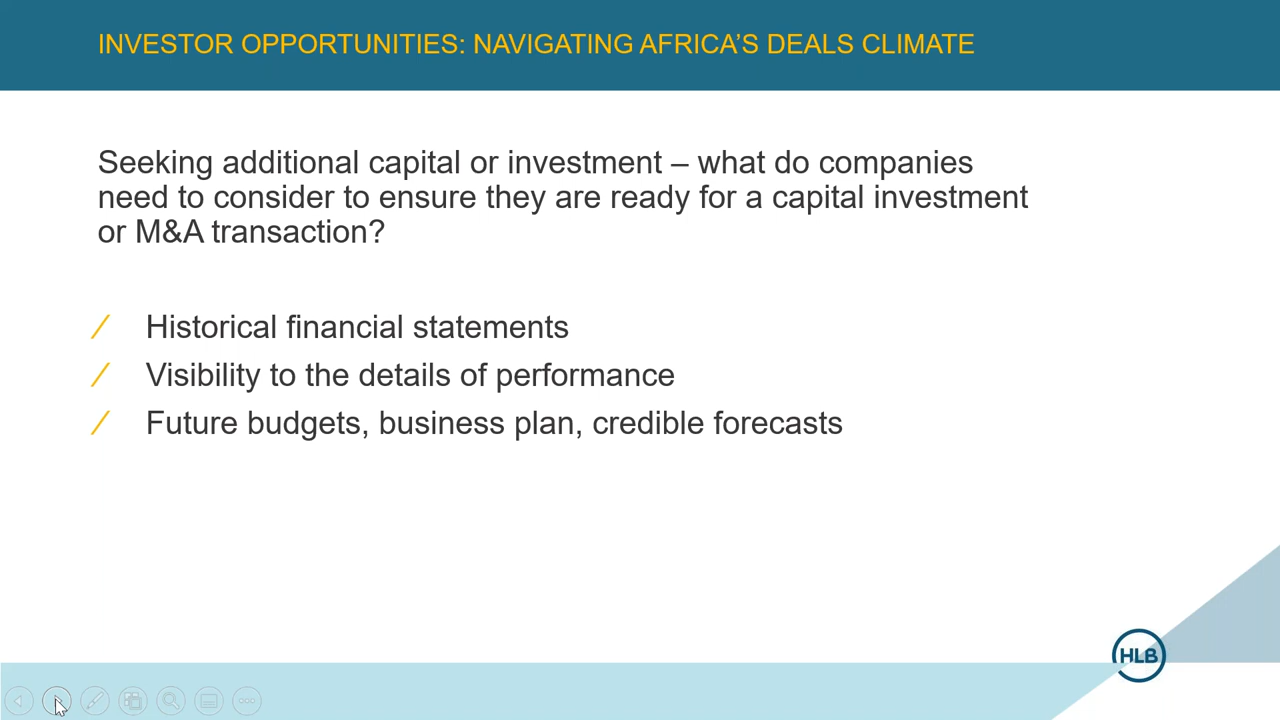 INVESTOR OPPORTUNITIES: NAVIGATING AFRICA’S DEALS CLIMATE
Seeking additional capital or investment – what do companies
need to consider to ensure they are ready for a capital investment
or M&A transaction?
Historical financial statements
Visibility to the details of performance
Future budgets, business plan, credible forecasts
HLB